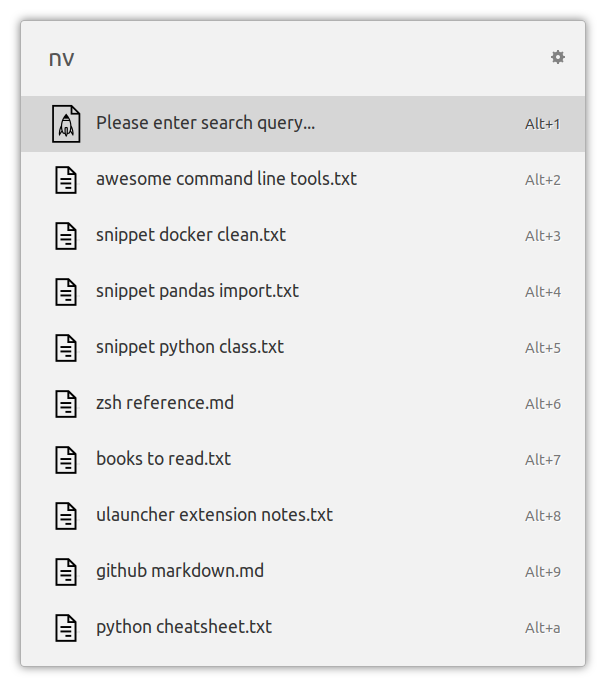 nv
Please enter search query... Alt+1
awesome command line tools.txt Alt+2
snippet docker clean.txt Alt+3
snippet pandas import.txt Alt+4
snippet python class.txt Alt+5
zsh reference.md Alt+6
books to read.txt Alt+7
ulauncher extension notes.txt Alt+8
github markdown.md Alt+9
python cheatsheet.txt Alt+a